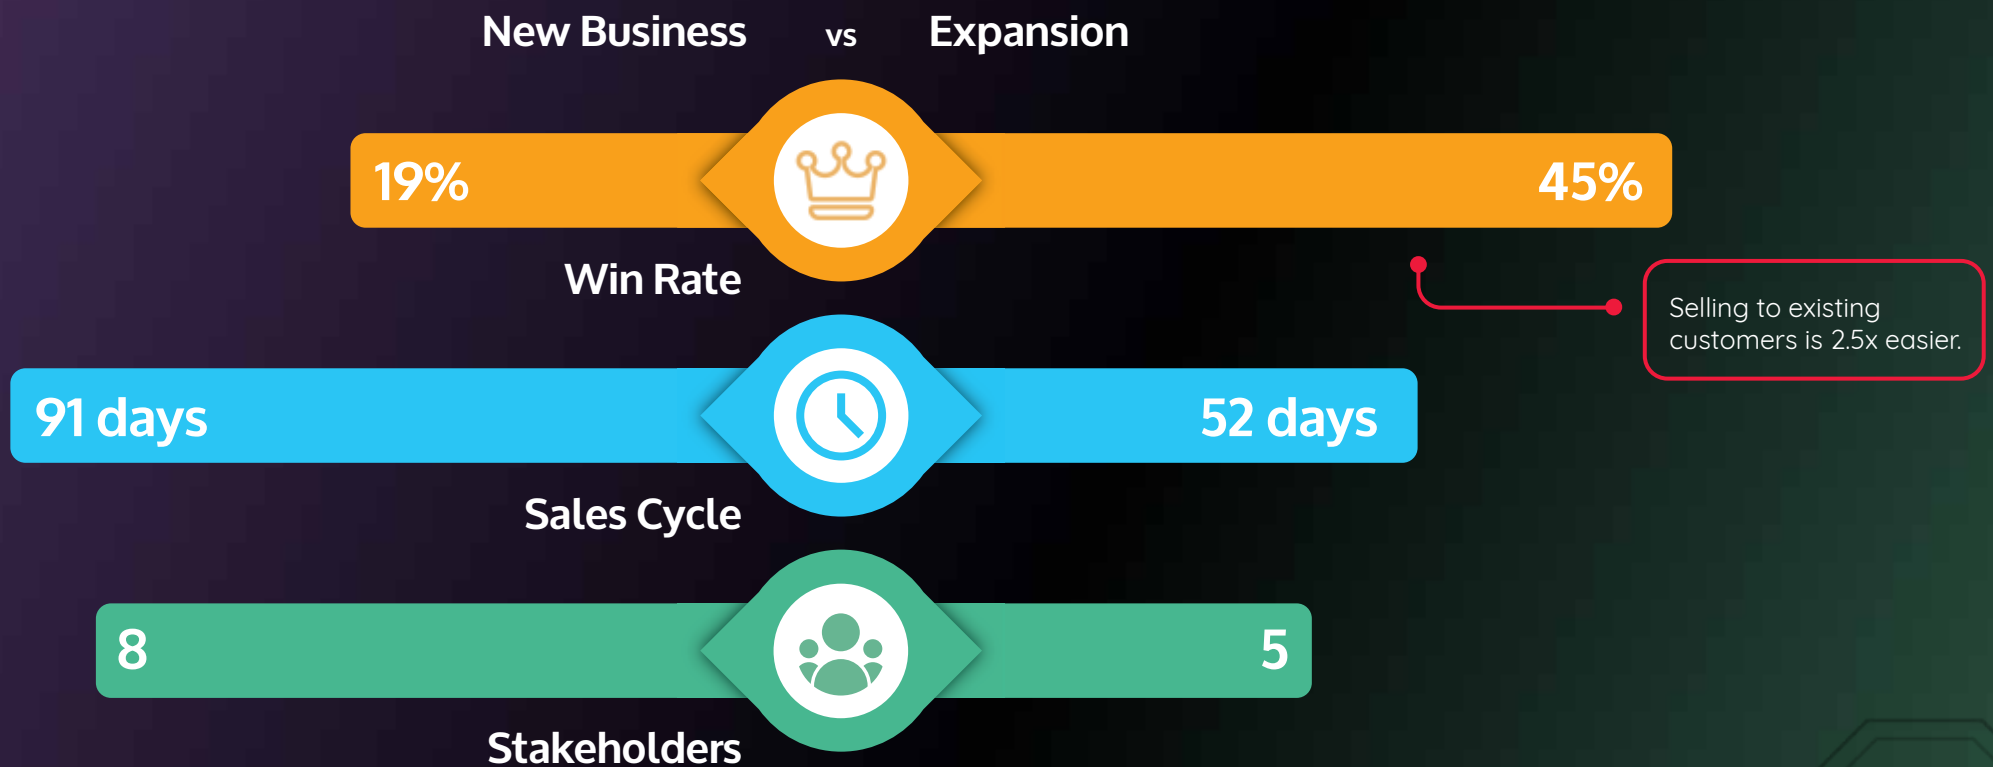 New Business vs Expansion
19% 45%
Win Rate
Selling to existing
customers is 2.5x easier.
91 days 52 days
Sales Cycle
8 5
Stakeholders